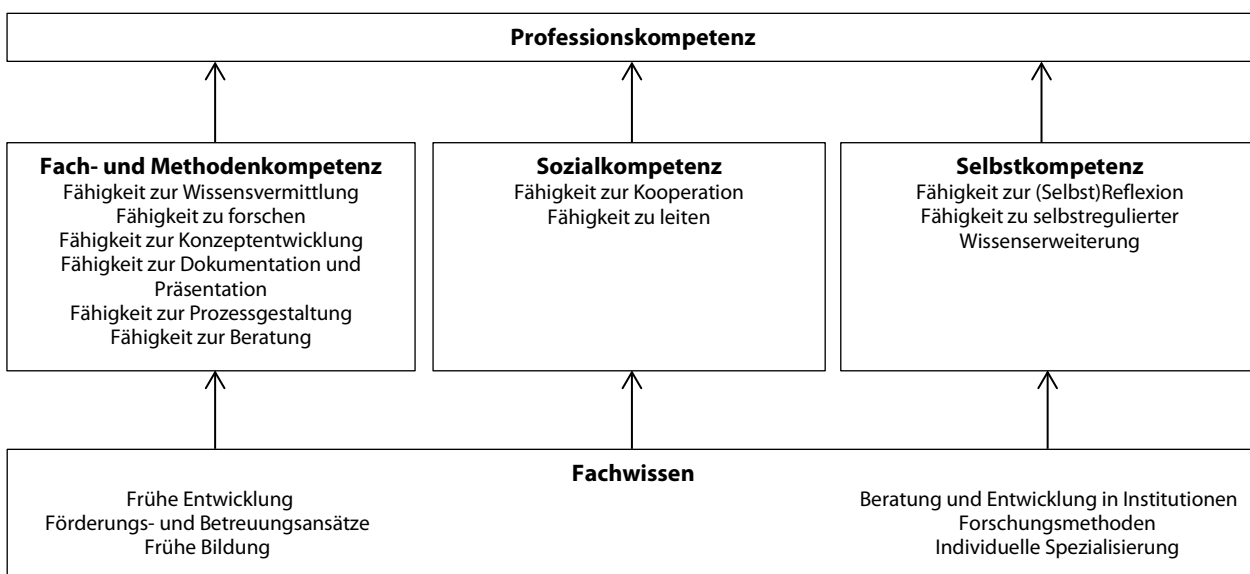 Professionskompetenz
Fach- und Methodenkompetenz
Fähigkeit zur Wissensvermittlung
Fähigkeit zu forschen
Fähigkeit zur Konzeptentwicklung
Fähigkeit zur Dokumentation und
Präsentation
Fähigkeit zur Prozessgestaltung
Fähigkeit zur Beratung
Sozialkompetenz
Fähigkeit zur Kooperation
Fähigkeit zu leiten
Selbstkompetenz
Fähigkeit zur (Selbst)Reflexion
Fähigkeit zu selbstregulierter
Wissenserweiterung
Fachwissen
Frühe Entwicklung
Förderungs- und Betreuungsansätze
Frühe Bildung
Beratung und Entwicklung in Institutionen
Forschungsmethoden
Individuelle Spezialisierung